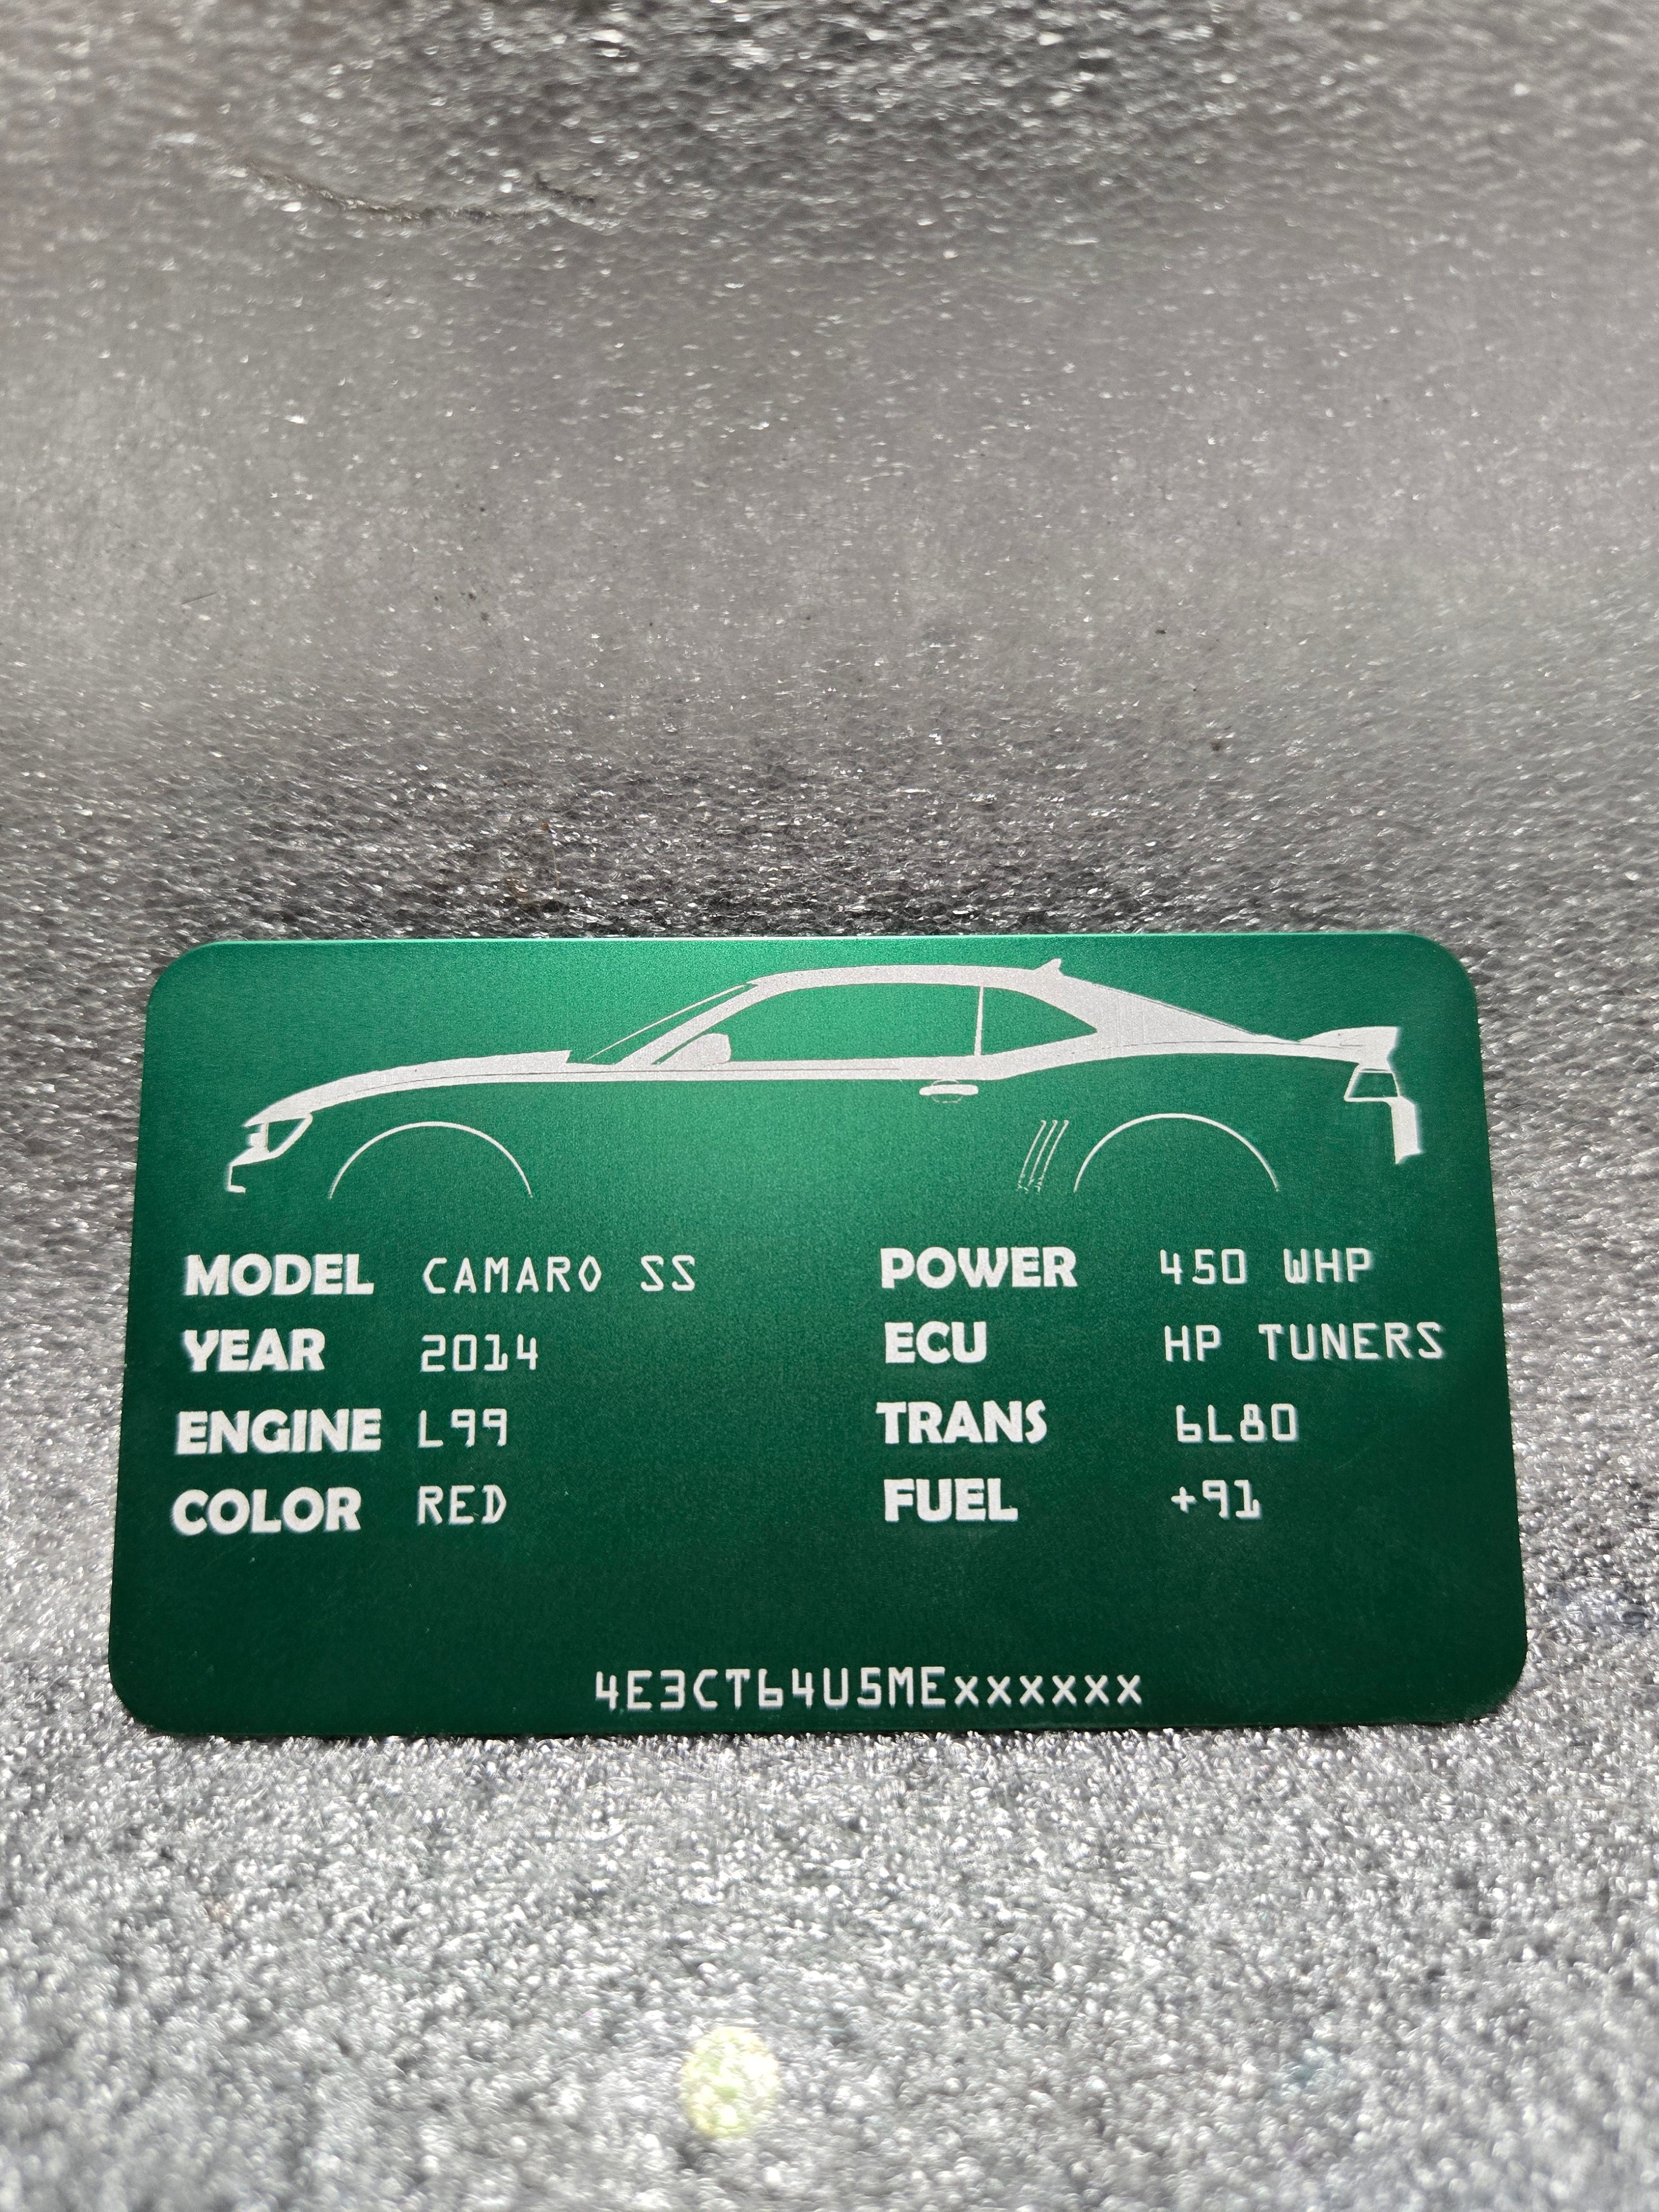 MODEL CAMARO SS
YEAR 2014
ENGINE L99
COLOR RED
POWER 450 WHP
ECU HP TUNERS
TRANS 6L80
FUEL +91
4E3CT64U5MExxxxxx